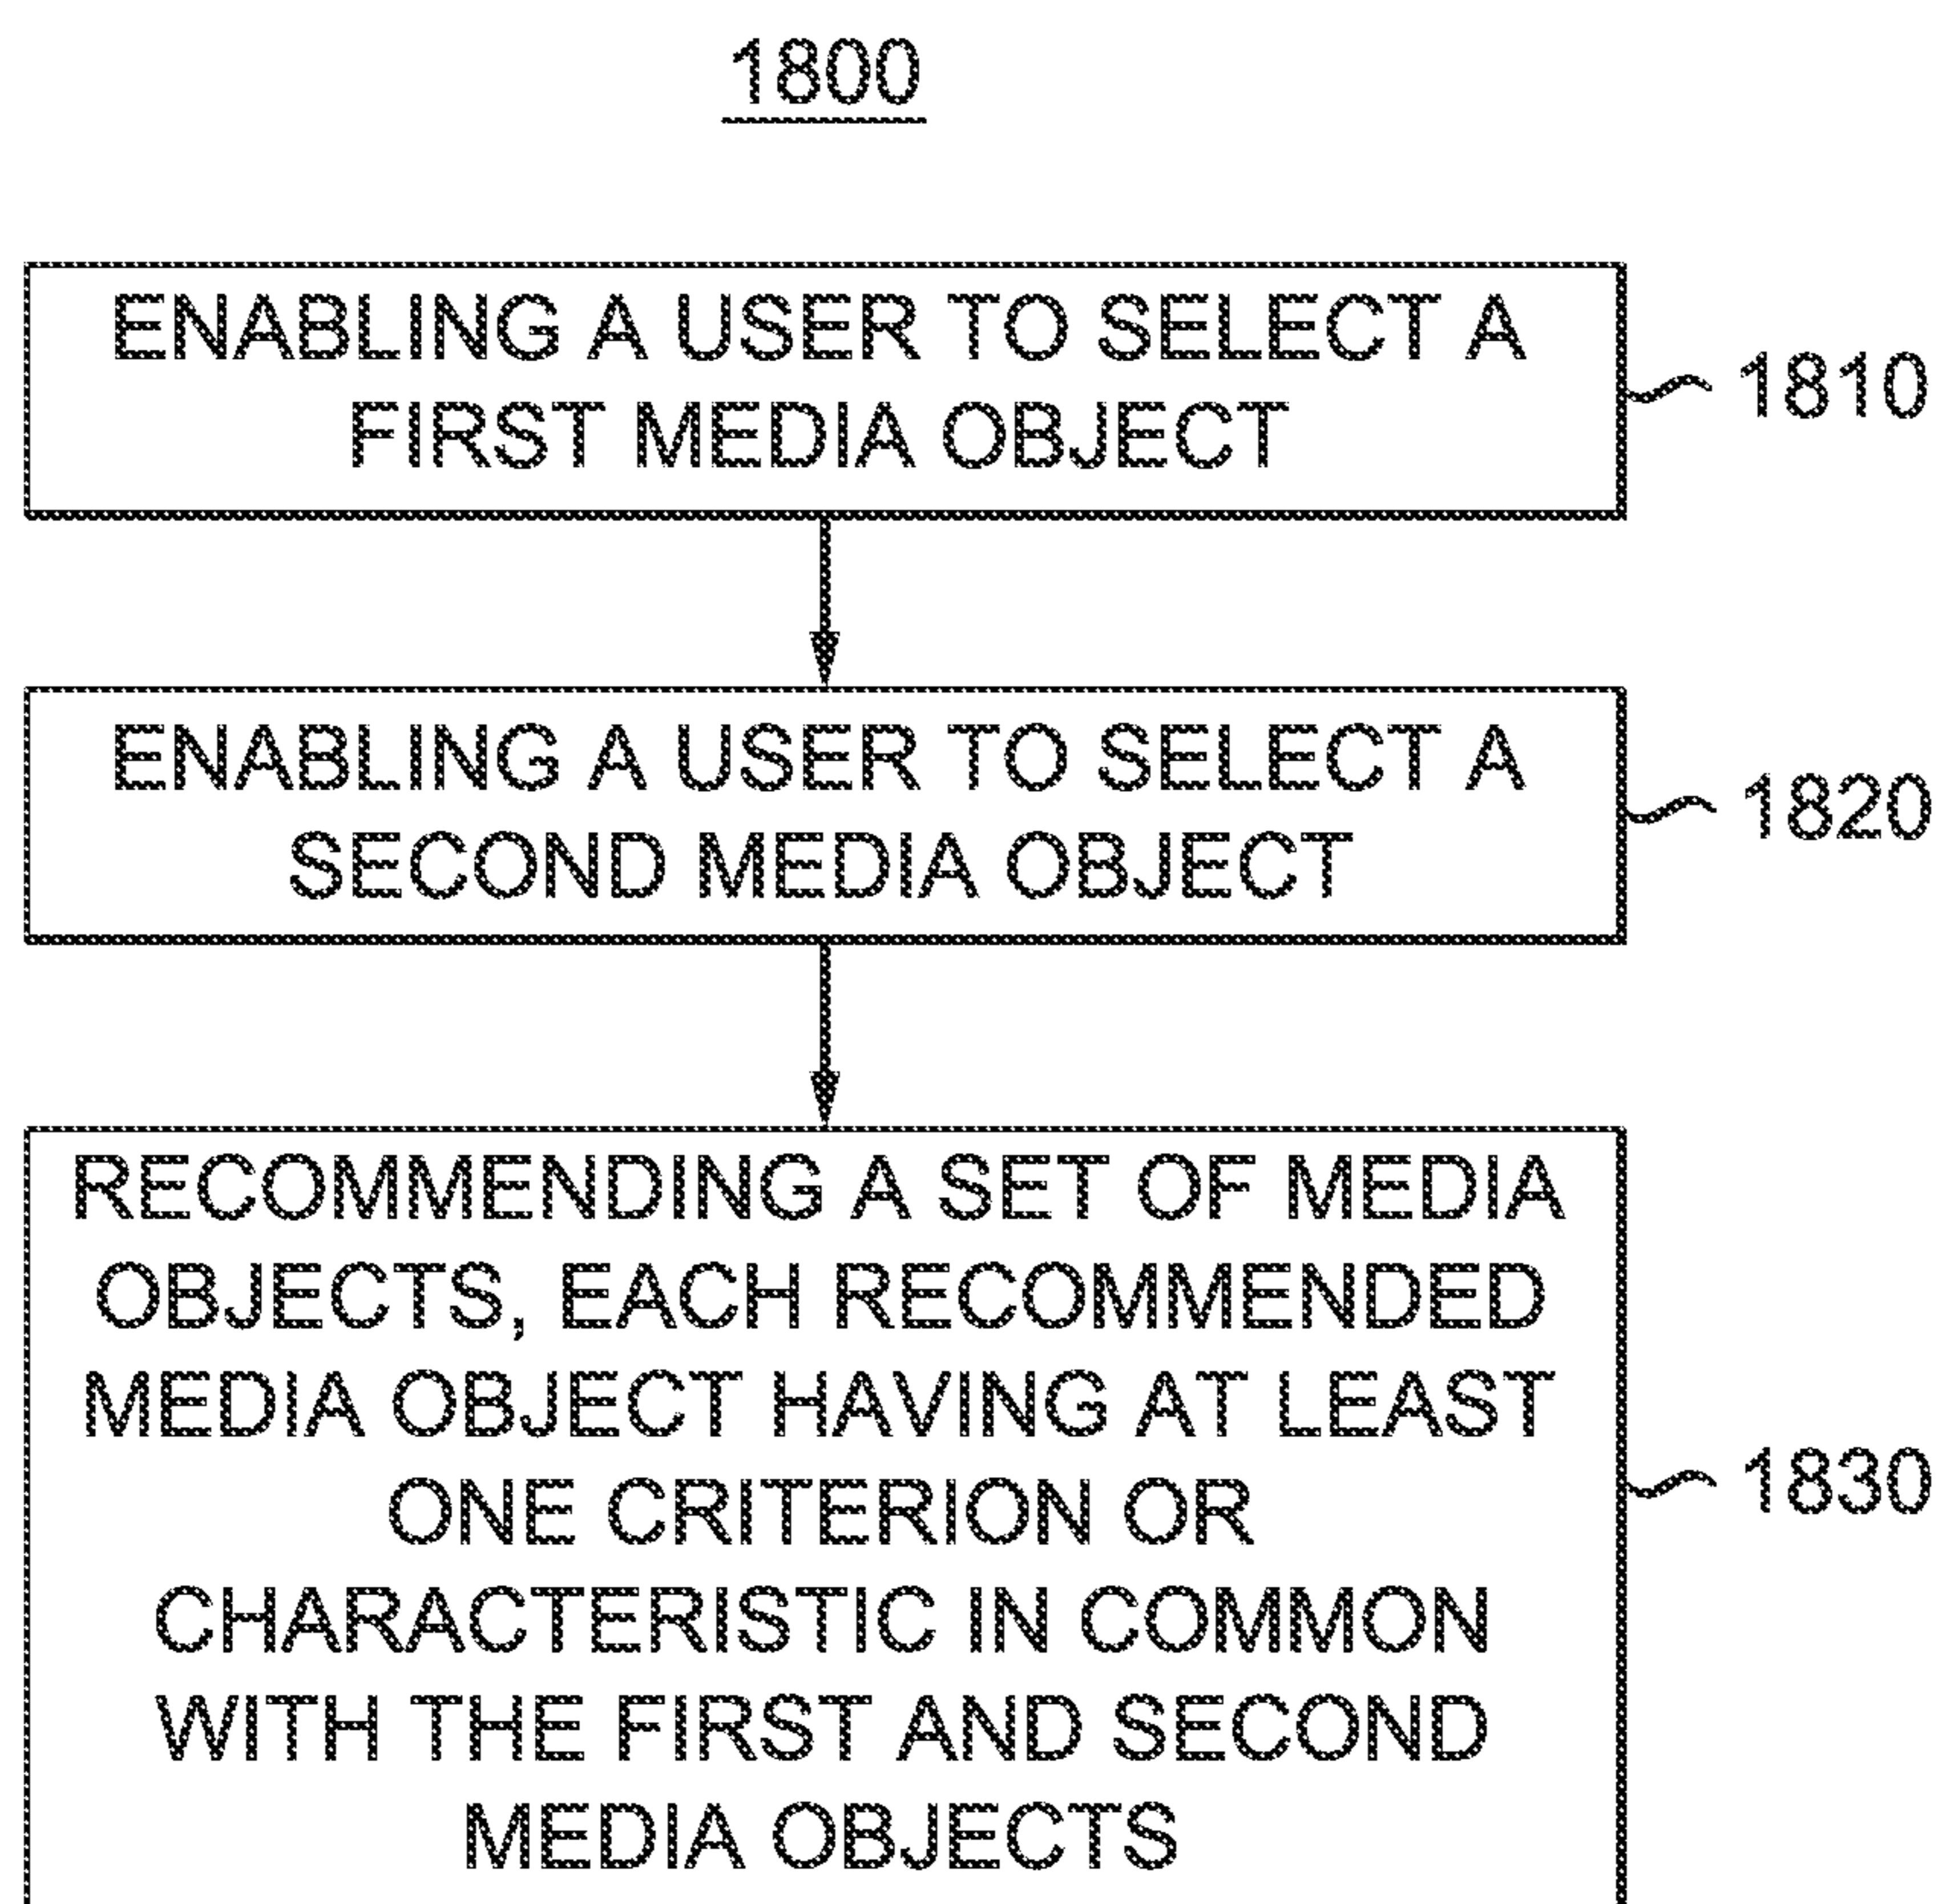 1800
ENABLING A USER TO SELECT A
FIRST MEDIA OBJECT
1810
ENABLING A USER TO SELECT A
SECOND MEDIA OBJECT
1820
RECOMMENDING A SET OF MEDIA
OBJECTS, EACH RECOMMENDED
MEDIA OBJECT HAVING AT LEAST
ONE CRITERION OR
CHARACTERISTIC IN COMMON
WITH THE FIRST AND SECOND
MEDIA OBJECTS
1830